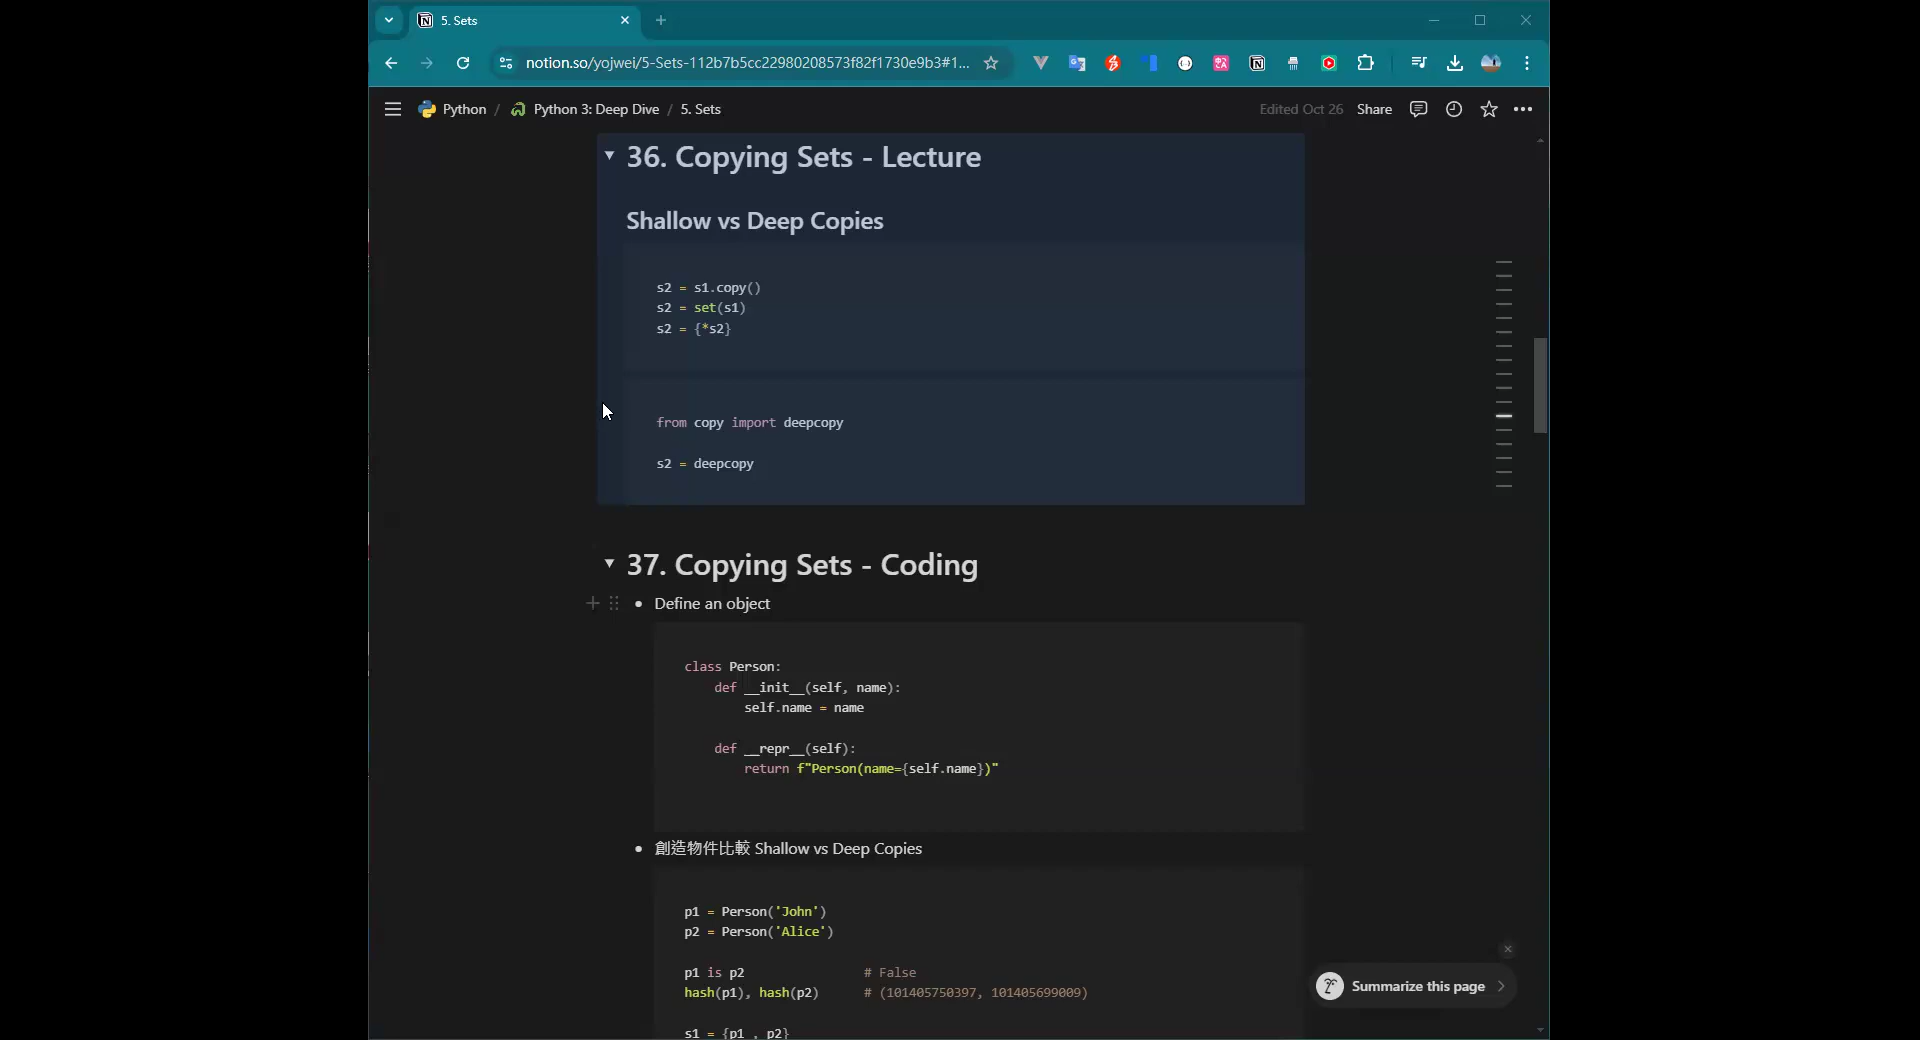 5. Sets
notion.so/yojwei/5-Sets-112b7b5cc22980208573f82f1730e9b3#1...
Python / Python 3: Deep Dive / 5. Sets
Edited Oct 26 Share
36. Copying Sets - Lecture
Shallow vs Deep Copies
s2 = s1.copy()
s2 = set(s1)
s2 = {*s2}
from copy import deepcopy
s2 = deepcopy
37. Copying Sets - Coding
• Define an object
class Person:
def __init__(self, name):
self.name = name
def __repr__(self):
return f"Person(name={self.name})"
• 創造物件比較 Shallow vs Deep Copies
p1 = Person('John')
p2 = Person('Alice')
p1 is p2 # False
hash(p1), hash(p2) # (101405750397, 101405699009)
s1 = {p1 , p2}
Summarize this page